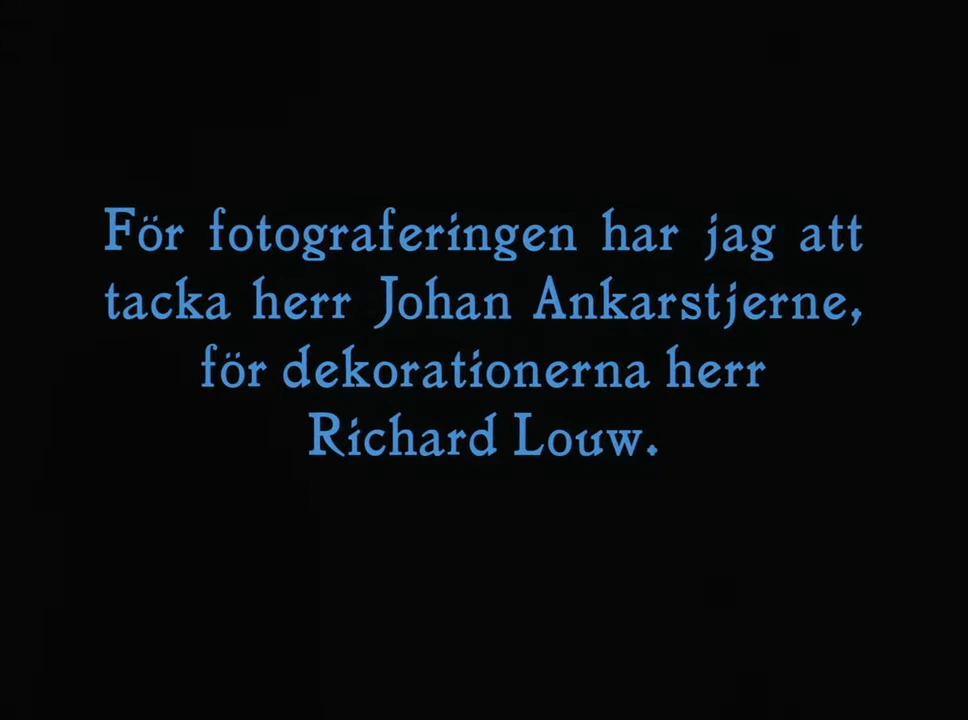 För fotograferingen har jag att
tacka herr Johan Ankarstjerne,
för dekorationerna herr
Richard Louw.